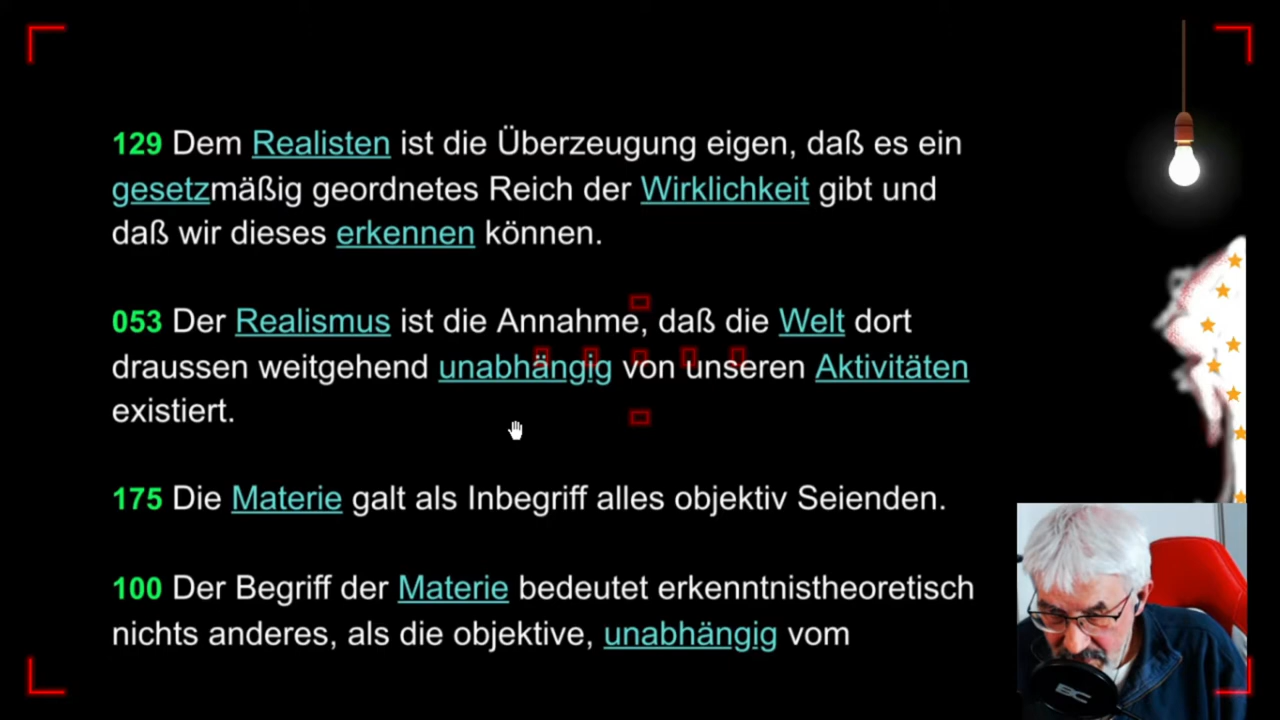 129 Dem Realisten ist die Überzeugung eigen, daß es ein
gesetzmäßig geordnetes Reich der Wirklichkeit gibt und
daß wir dieses erkennen können.
053 Der Realismus ist die Annahme, daß die Welt dort
draussen weitgehend unabhängig von unseren Aktivitäten
existiert.
175 Die Materie galt als Inbegriff alles objektiv Seienden.
100 Der Begriff der Materie bedeutet erkenntnistheoretisch
nichts anderes, als die objektive, unabhängig vom